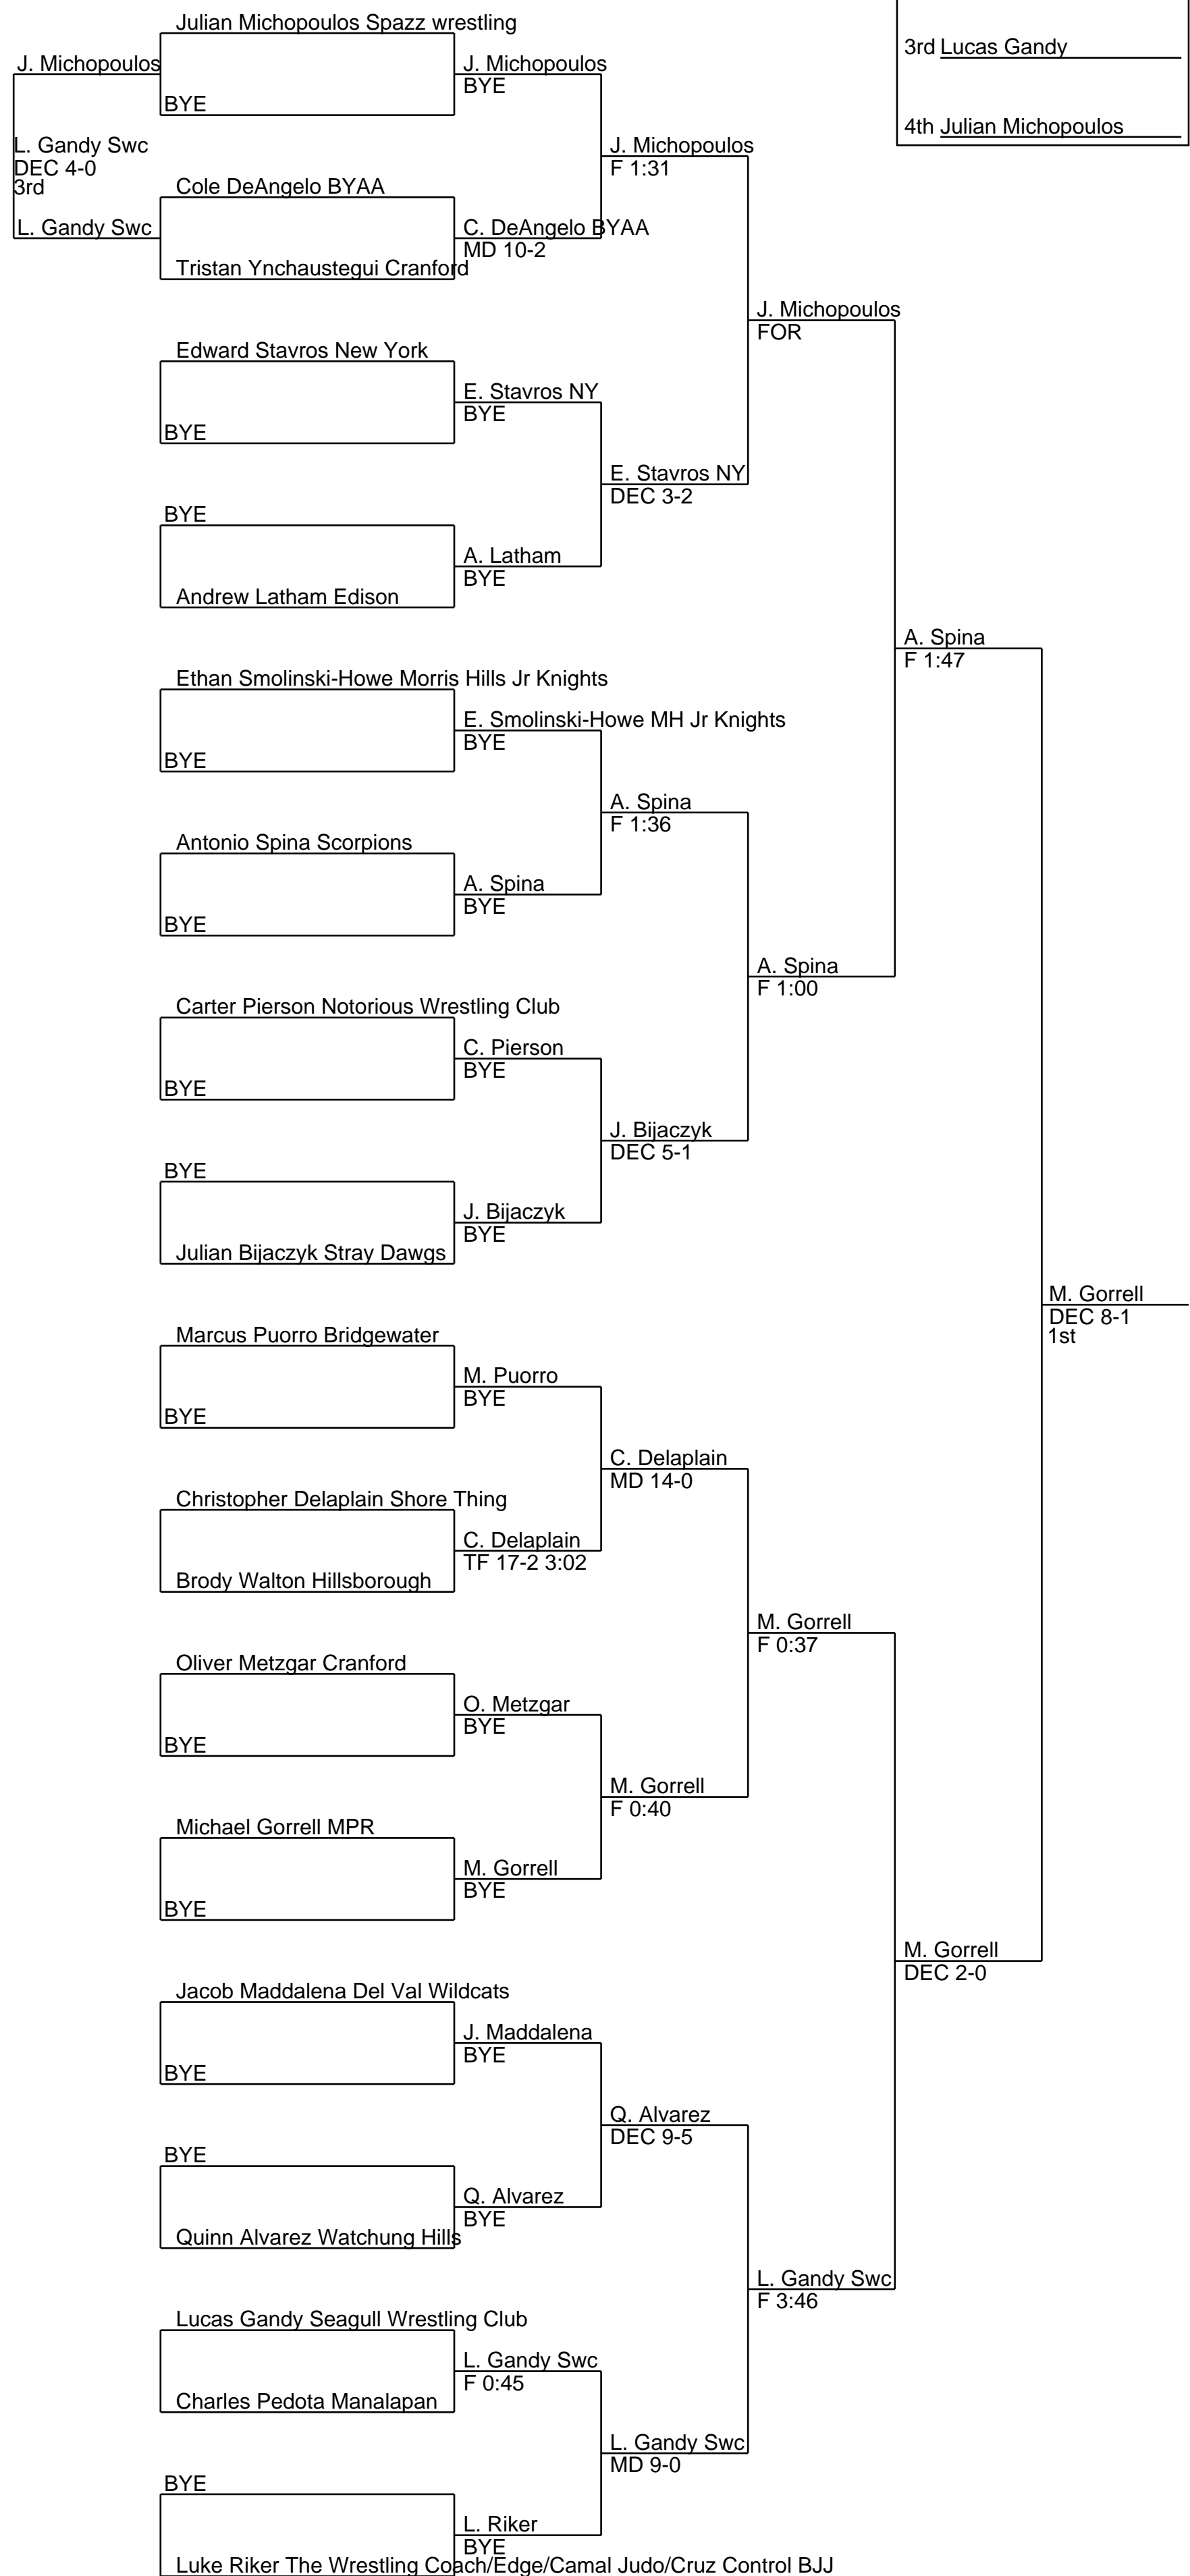 Julian Michopoulos Spazz wrestling
3rd Lucas Gandy
J. Michopoulos
J. Michopoulos
BYE
BYE
4th Julian Michopoulos
L. Gandy Swc
DEC 4-0
3rd
J. Michopoulos
F 1:31
Cole DeAngelo BYAA
L. Gandy Swc
C. DeAngelo BYAA
MD 10-2
Tristan Ynchaustegui Cranford
J. Michopoulos
FOR
Edward Stavros New York
E. Stavros NY
BYE
BYE
E. Stavros NY
DEC 3-2
BYE
A. Latham
BYE
Andrew Latham Edison
A. Spina
F 1:47
Ethan Smolinski-Howe Morris Hills Jr Knights
E. Smolinski-Howe MH Jr Knights
BYE
BYE
A. Spina
F 1:36
Antonio Spina Scorpions
A. Spina
BYE
BYE
A. Spina
F 1:00
Carter Pierson Notorious Wrestling Club
C. Pierson
BYE
BYE
J. Bijaczyk
DEC 5-1
BYE
J. Bijaczyk
BYE
Julian Bijaczyk Stray Dawgs
M. Gorrell
DEC 8-1
1st
Marcus Puorro Bridgewater
M. Puorro
BYE
BYE
C. Delaplain
MD 14-0
Christopher Delaplain Shore Thing
C. Delaplain
TF 17-2 3:02
Brody Walton Hillsborough
M. Gorrell
F 0:37
Oliver Metzgar Cranford
O. Metzgar
BYE
BYE
M. Gorrell
F 0:40
Michael Gorrell MPR
M. Gorrell
BYE
BYE
M. Gorrell
DEC 2-0
Jacob Maddalena Del Val Wildcats
J. Maddalena
BYE
BYE
Q. Alvarez
DEC 9-5
BYE
Q. Alvarez
BYE
Quinn Alvarez Watchung Hills
L. Gandy Swc
F 3:46
Lucas Gandy Seagull Wrestling Club
L. Gandy Swc
F 0:45
Charles Pedota Manalapan
L. Gandy Swc
MD 9-0
BYE
L. Riker
BYE
Luke Riker The Wrestling Coach/Edge/Camal Judo/Cruz Control BJJ